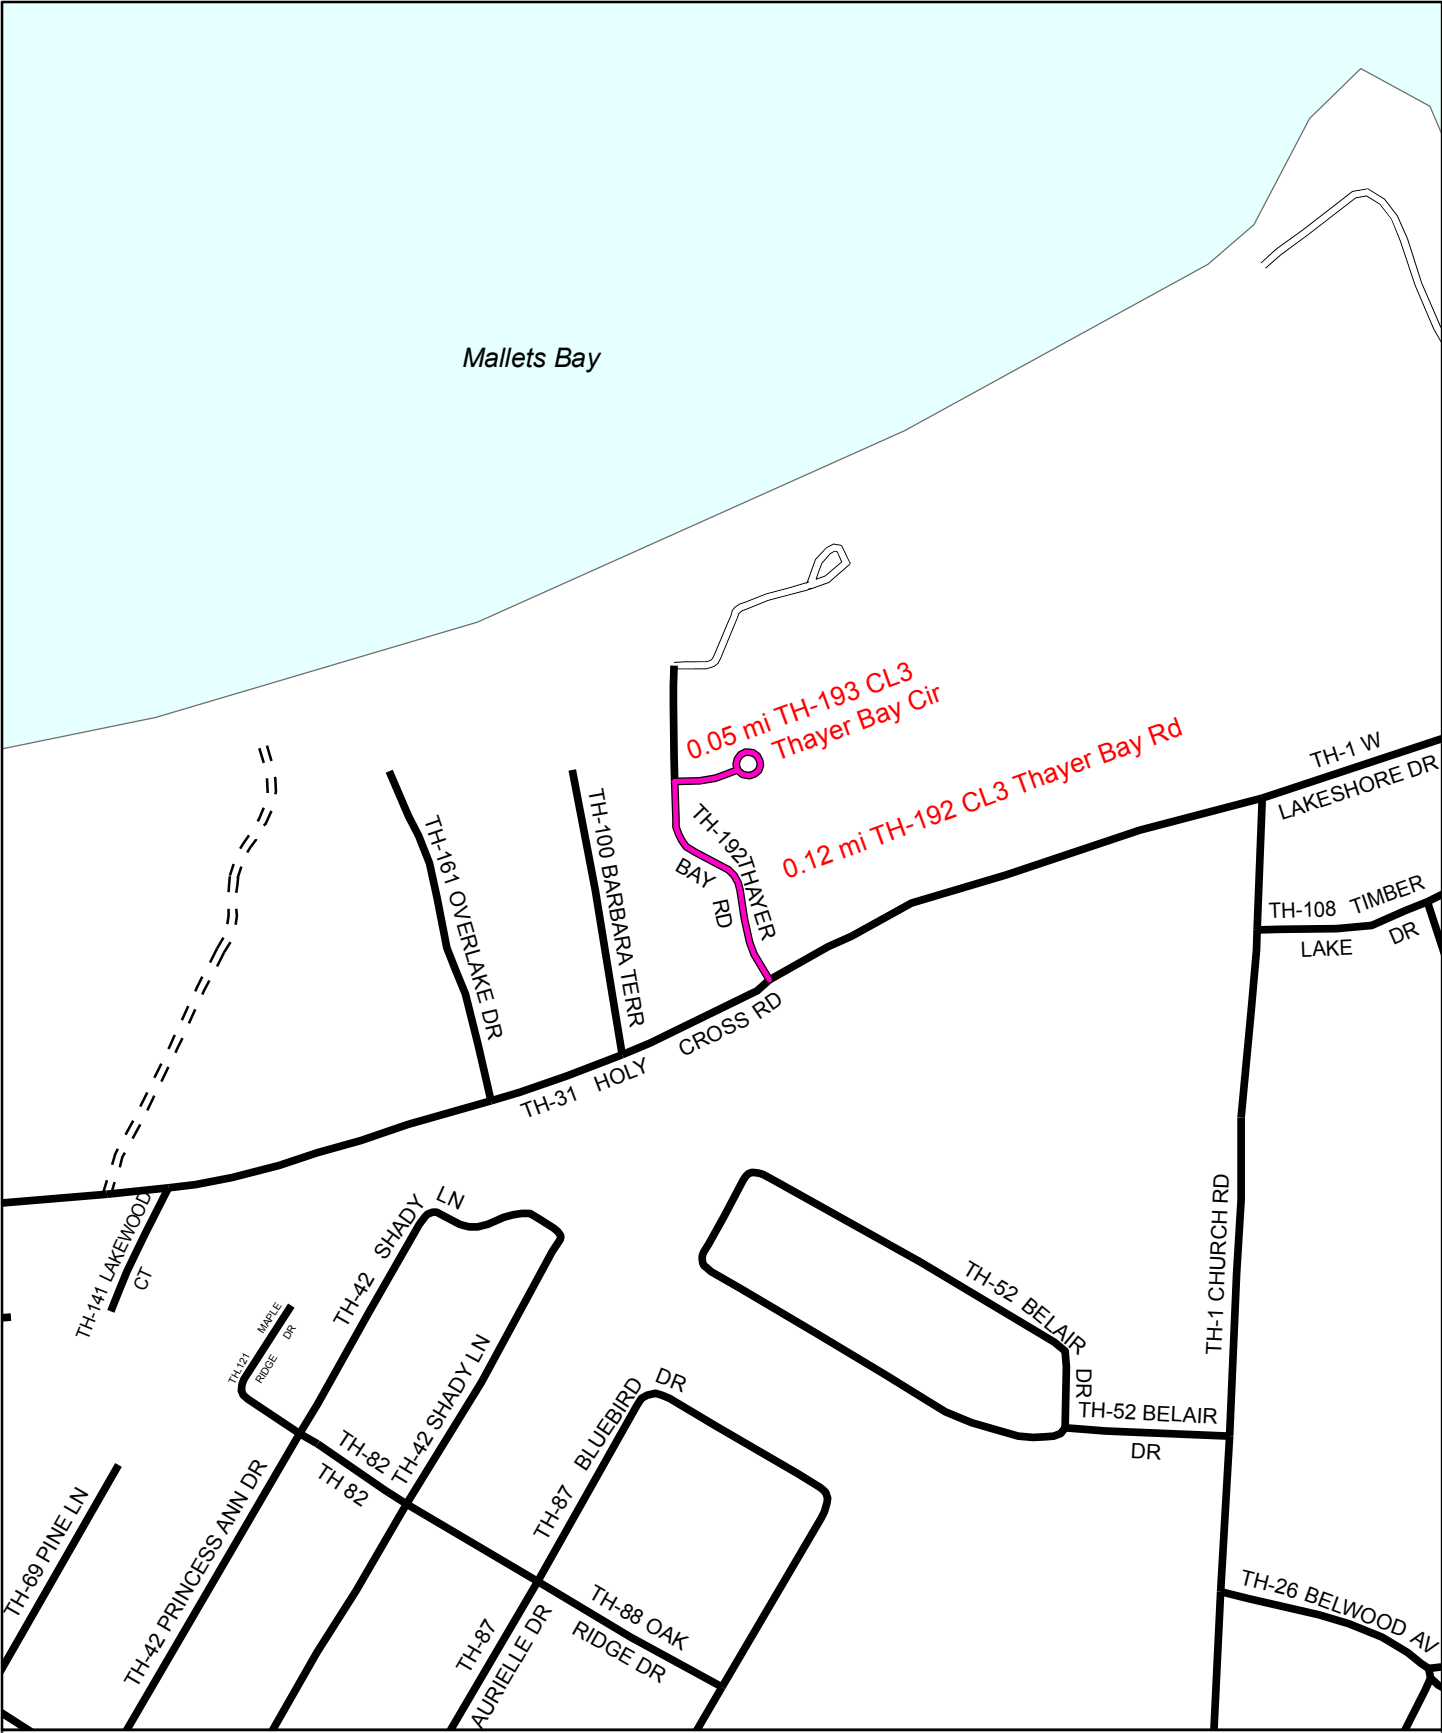 Mallets Bay
0.05 mi TH-193 CL3
Thayer Bay Cir
0.12 mi TH-192 CL3 Thayer Bay Rd
TH-1 W
LAKESHORE DR
TH-192 THAYER
BAY RD
TH-100 BARBARA TERR
TH-161 OVERLAKE DR
TH-108 TIMBER
LAKE DR
TH-31 HOLY CROSS RD
TH-141 LAKEWOOD
CT
TH-42 SHADY LN
TH-1 CHURCH RD
TH-52 BELAIR
DR
TH-121 MAPLE
RIDGE DR
TH-42 SHADY LN
TH-87 BLUEBIRD DR
TH-52 BELAIR
DR
TH-82
TH 82
TH-69 PINE LN
TH-42 PRINCESS ANN DR
TH-88 OAK
RIDGE DR
TH-87
AURIELLE DR
TH-26 BELWOOD AV